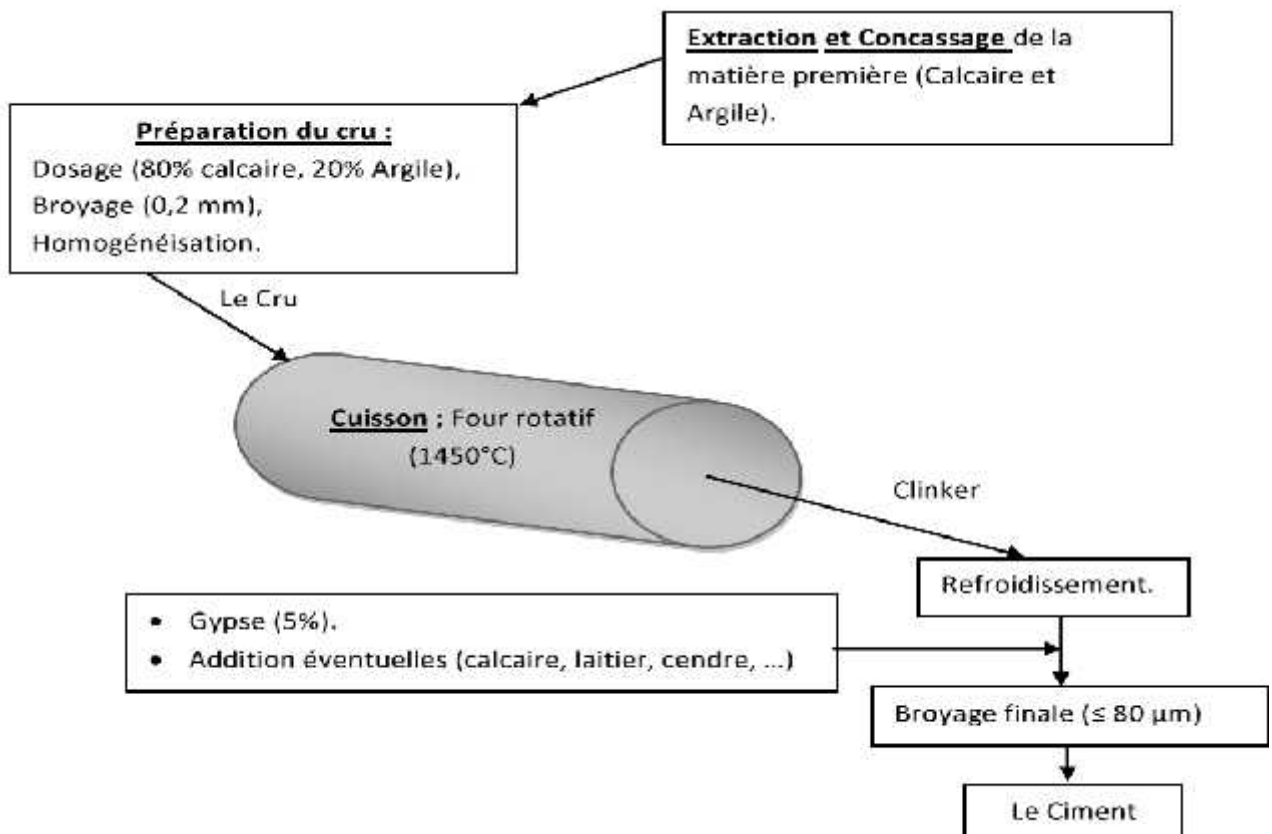 Extraction et Concassage de la
matière première (Calcaire et
Argile).
Préparation du cru :
Dosage (80% calcaire, 20% Argile),
Broyage (0,2 mm),
Homogénéisation.
Le Cru
Cuisson : Four rotatif
(1450°C)
Clinker
Refroidissement.
• Gypse (5%).
• Addition éventuelles (calcaire, laitier, cendre, ...)
Broyage finale (≤ 80 µm)
Le Ciment